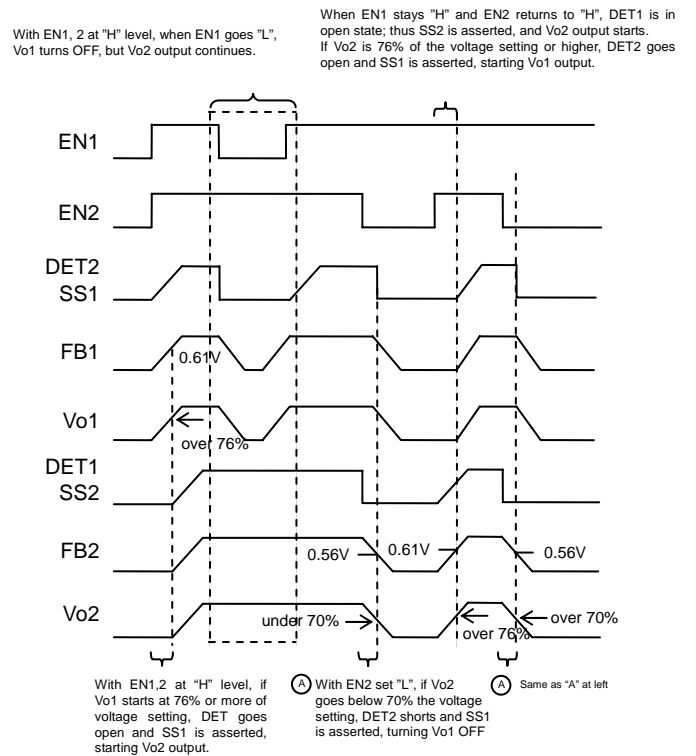 With EN1, 2 at "H" level, when EN1 goes "L",
Vo1 turns OFF, but Vo2 output continues.
When EN1 stays "H" and EN2 returns to "H", DET1 is in
open state; thus SS2 is asserted, and Vo2 output starts.
If Vo2 is 76% of the voltage setting or higher, DET2 goes
open and SS1 is asserted, starting Vo1 output.
EN1
EN2
DET2
SS1
FB1
0.61V
Vo1
over 76%
DET1
SS2
FB2
0.56V
0.61V
0.56V
Vo2
under 70%
over 76%
over 70%
With EN1,2 at "H" level, if
Vo1 starts at 76% or more of
voltage setting, DET goes
open and SS1 is asserted,
starting Vo2 output.
A With EN2 set "L", if Vo2
goes below 70% the voltage
setting, DET2 shorts and SS1
is asserted, turning Vo1 OFF
A Same as "A" at left